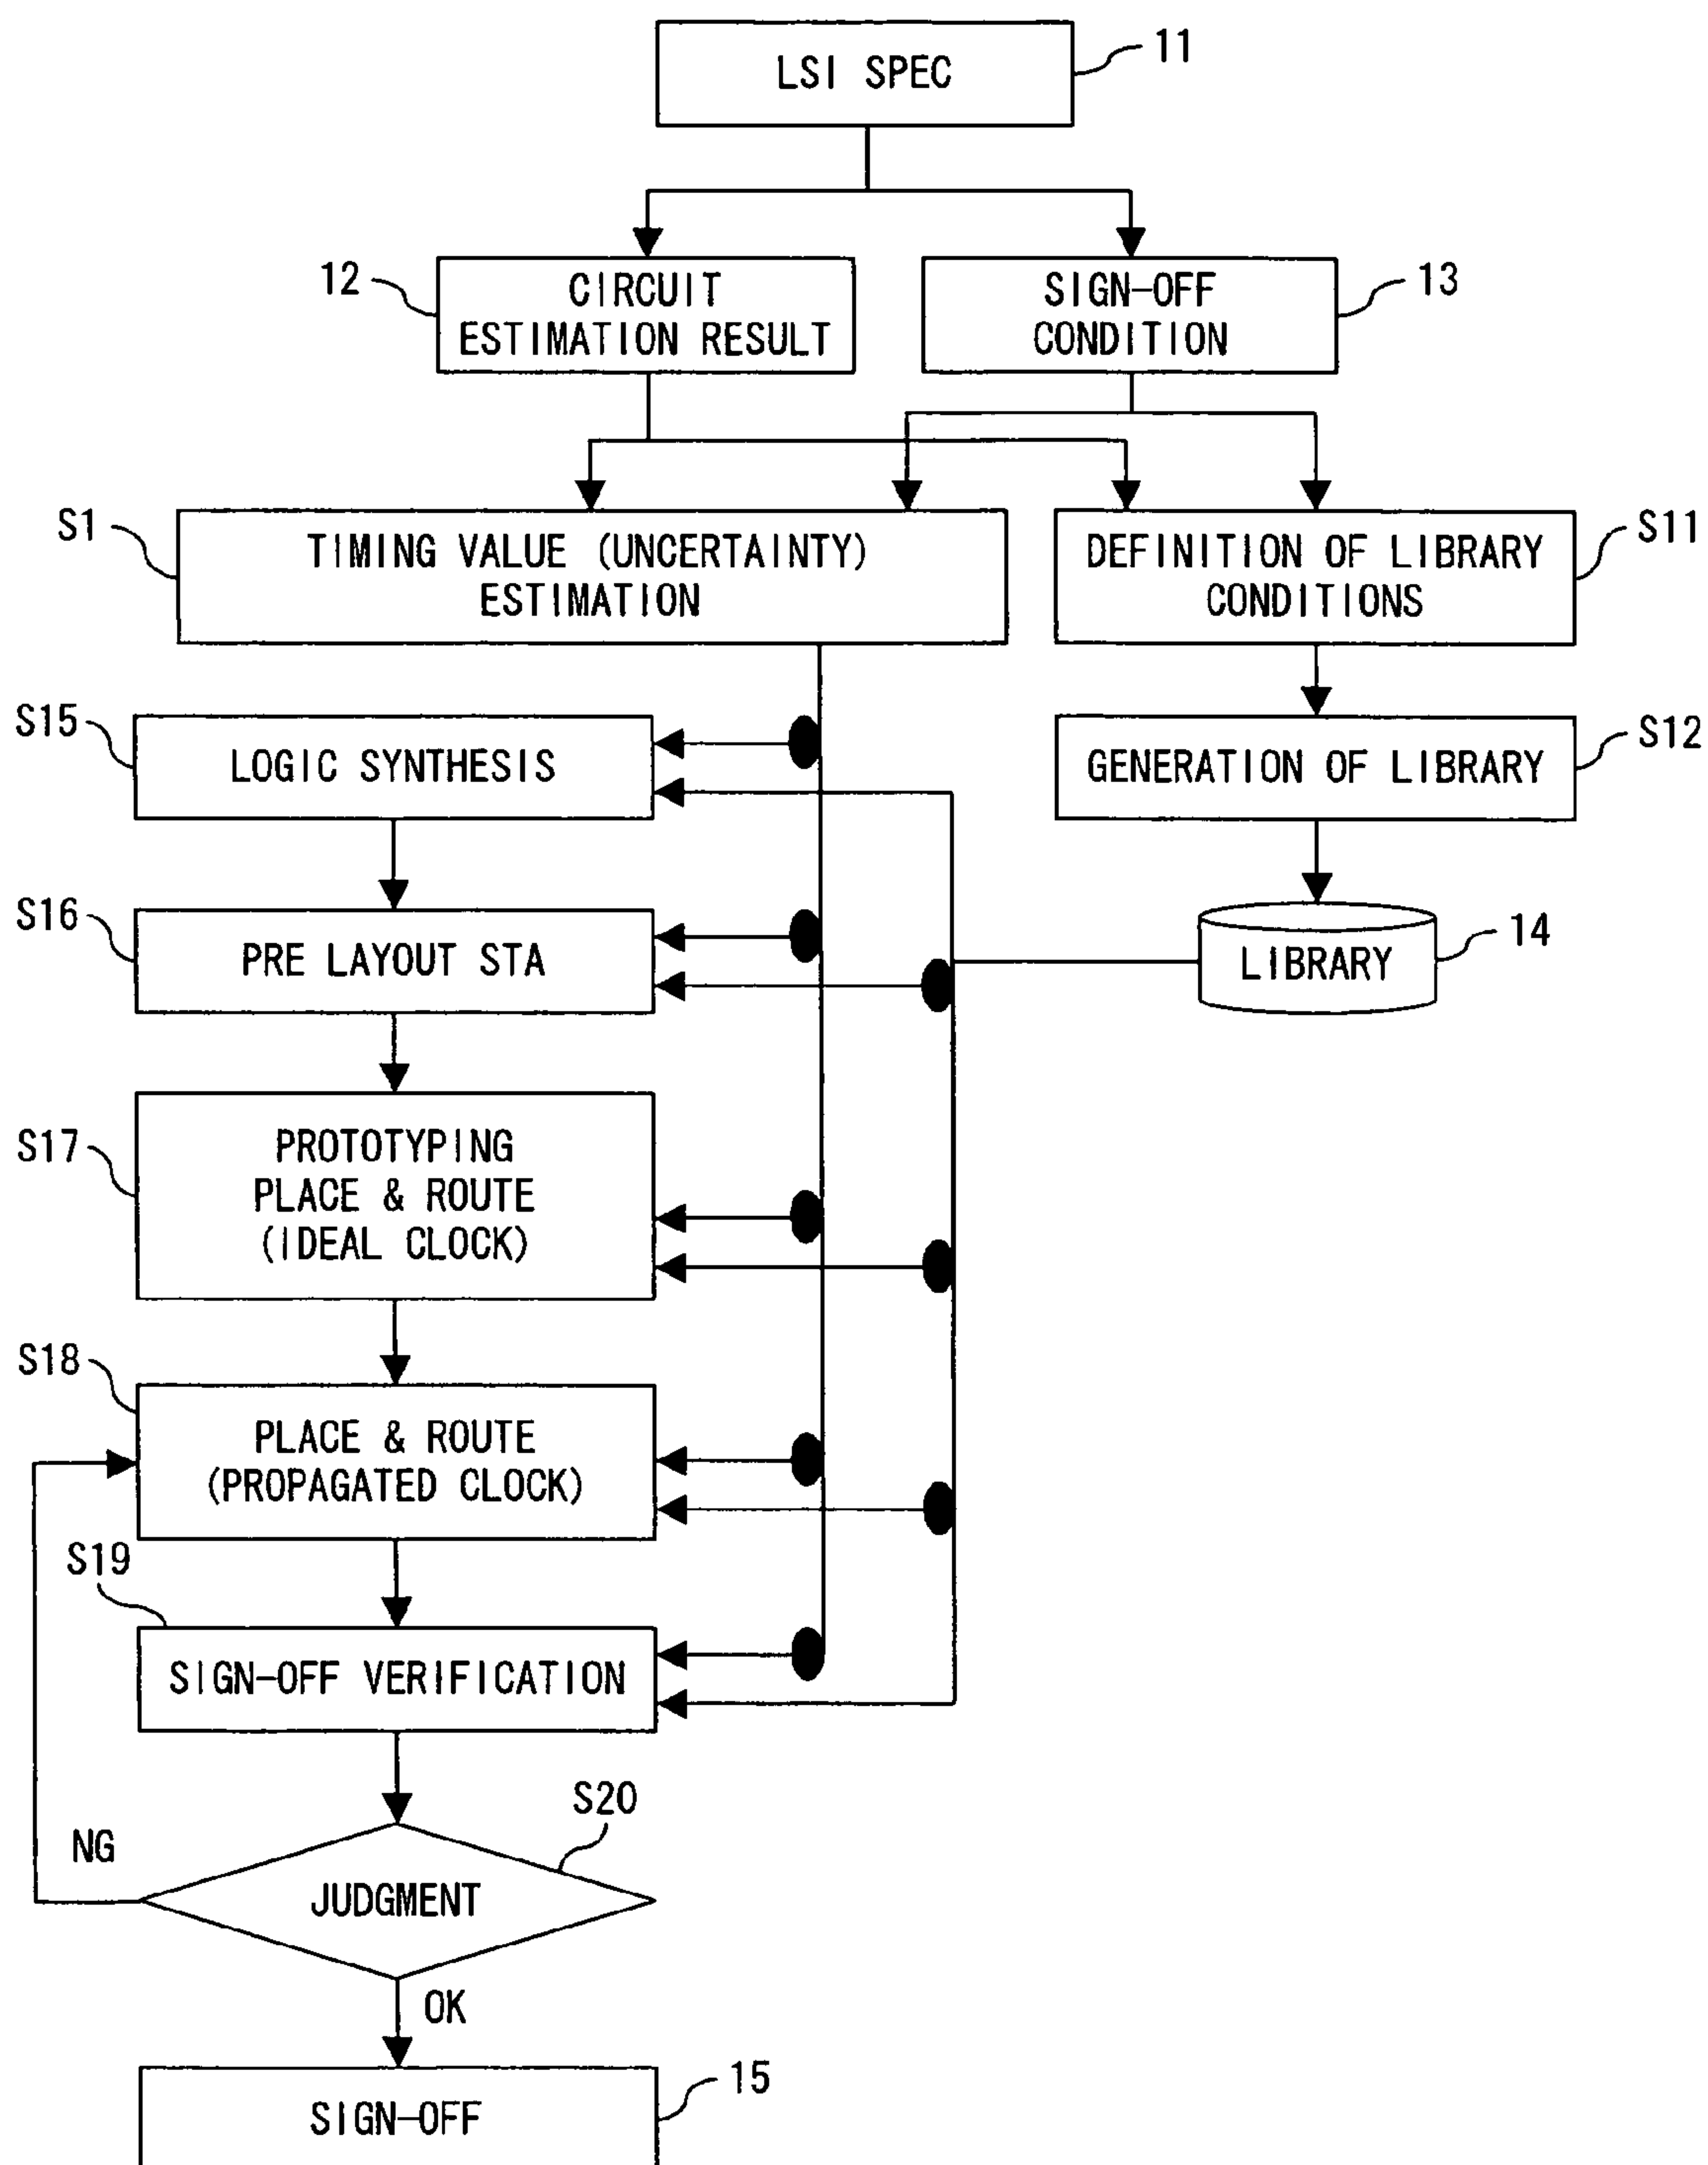 LSI SPEC
11
12
CIRCUIT
ESTIMATION RESULT
SIGN-OFF
CONDITION
13
S1
TIMING VALUE (UNCERTAINTY)
ESTIMATION
DEFINITION OF LIBRARY
CONDITIONS
S11
S15
LOGIC SYNTHESIS
GENERATION OF LIBRARY
S12
S16
PRE LAYOUT STA
LIBRARY
14
S17
PROTOTYPING
PLACE & ROUTE
(IDEAL CLOCK)
S18
PLACE & ROUTE
(PROPAGATED CLOCK)
S19
SIGN-OFF VERIFICATION
S20
NG
JUDGMENT
OK
15
SIGN-OFF